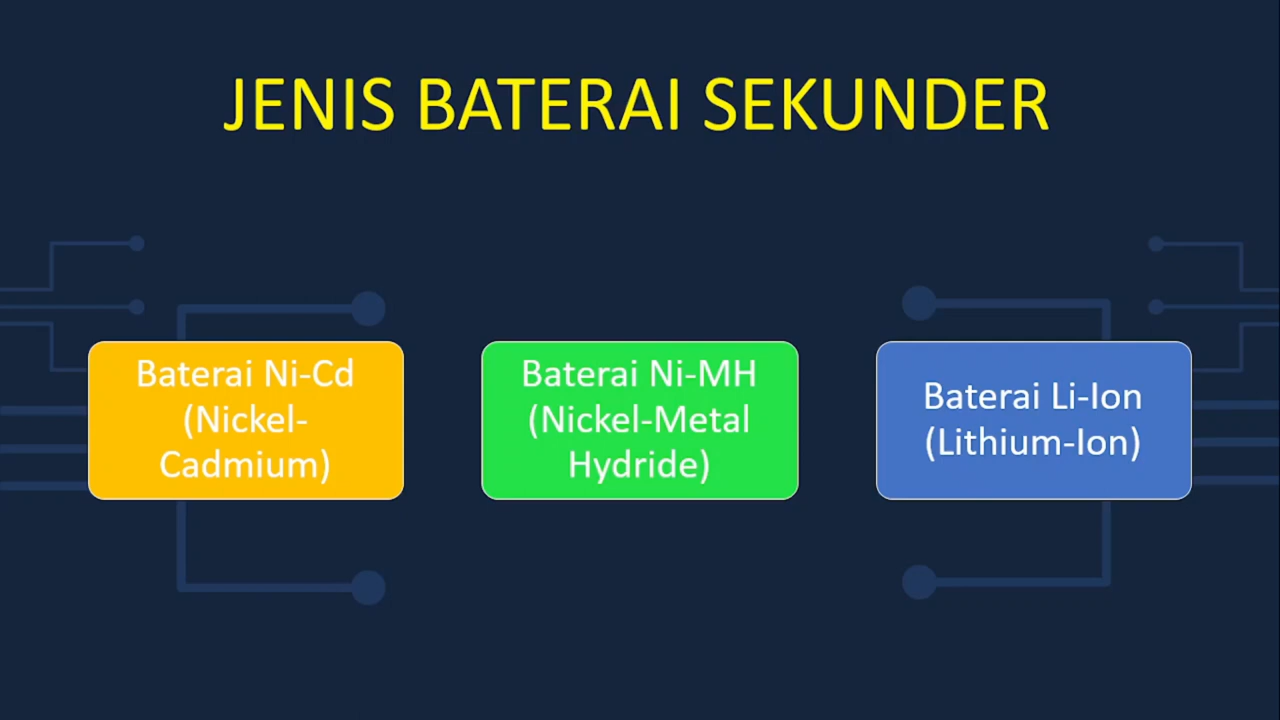 JENIS BATERAI SEKUNDER
Baterai Ni-Cd
(Nickel-
Cadmium)
Baterai Ni-MH
(Nickel-Metal
Hydride)
Baterai Li-Ion
(Lithium-Ion)